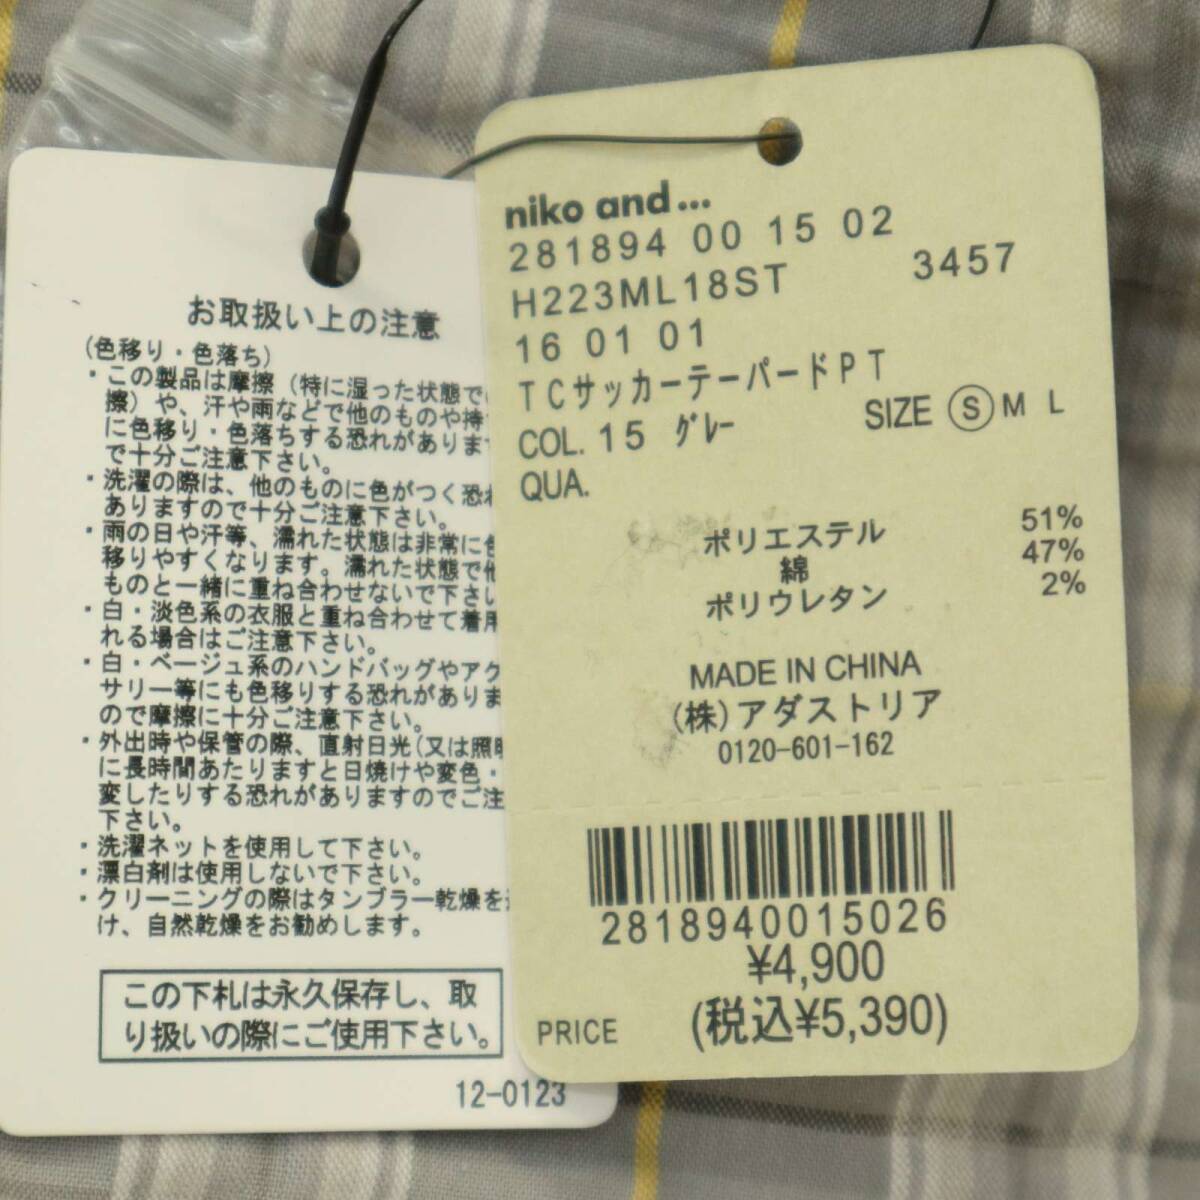 お取扱い上の注意
(色移り・色落ち)
・この製品は摩擦（特に湿った状態で
擦）や、汗や雨などで他のものや持
に色移り・色落ちする恐れがありま
で十分ご注意下さい。
・洗濯の際は、他のものに色がつく恐れ
ありますので十分ご注意下さい。
・雨の日や汗等、濡れた状態は非常に色
移りやすくなります。濡れた状態で他
ものと一緒に重ね合わせないで下さい
・白・淡色系の衣服と重ね合わせて着用
れる場合はご注意下さい。
・白・ベージュ系のハンドバッグやアク
サリー等にも色移りする恐れがありま
ので摩擦に十分ご注意下さい。
・外出時や保管の際、直射日光(又は照明
に長時間あたりますと日焼けや変色・
変したりする恐れがありますのでご注
下さい。
・洗濯ネットを使用して下さい。
・漂白剤は使用しないで下さい。
・クリーニングの際はタンブラー乾燥を
け、自然乾燥をお勧めします。
この下札は永久保存し、取
り扱いの際にご使用下さい。
12-0123
niko and...
281894 00 15 02
H223ML18ST 3457
16 01 01
TCサッカーテーパードPT
COL. 15 グレー SIZE Ⓢ M L
QUA.
ポリエステル 51%
綿 47%
ポリウレタン 2%
MADE IN CHINA
(株)アダストリア
0120-601-162
2818940015026
¥4,900
PRICE (税込¥5,390)